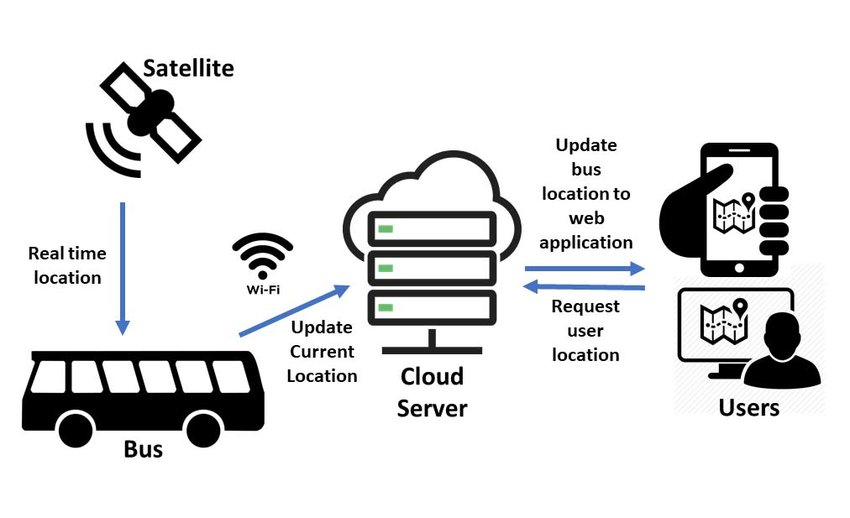 Satellite
Real time
location
Wi-Fi
Update
Current
Location
Bus
Cloud
Server
Update
bus
location to
web
application
Request
user
location
Users